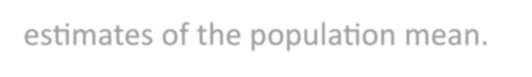 estimates of the population mean.